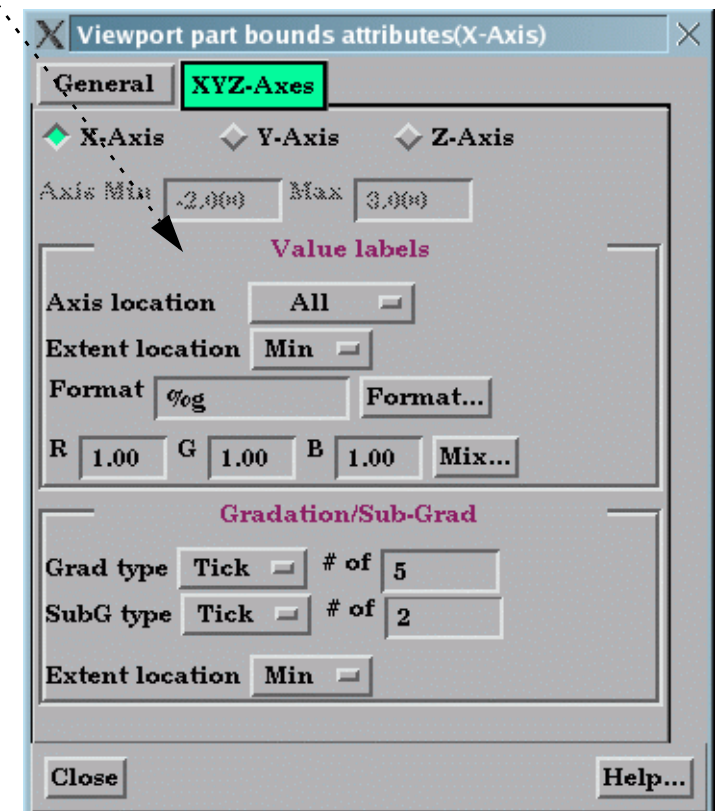 Viewport part bounds attributes(X-Axis)
General XYZ-Axes
X-Axis Y-Axis Z-Axis
Axis Min -2.000 Max 3.000
Value labels
Axis location All
Extent location Min
Format %g Format...
R 1.00 G 1.00 B 1.00 Mix...
Gradation/Sub-Grad
Grad type Tick # of 5
SubG type Tick # of 2
Extent location Min
Close Help...